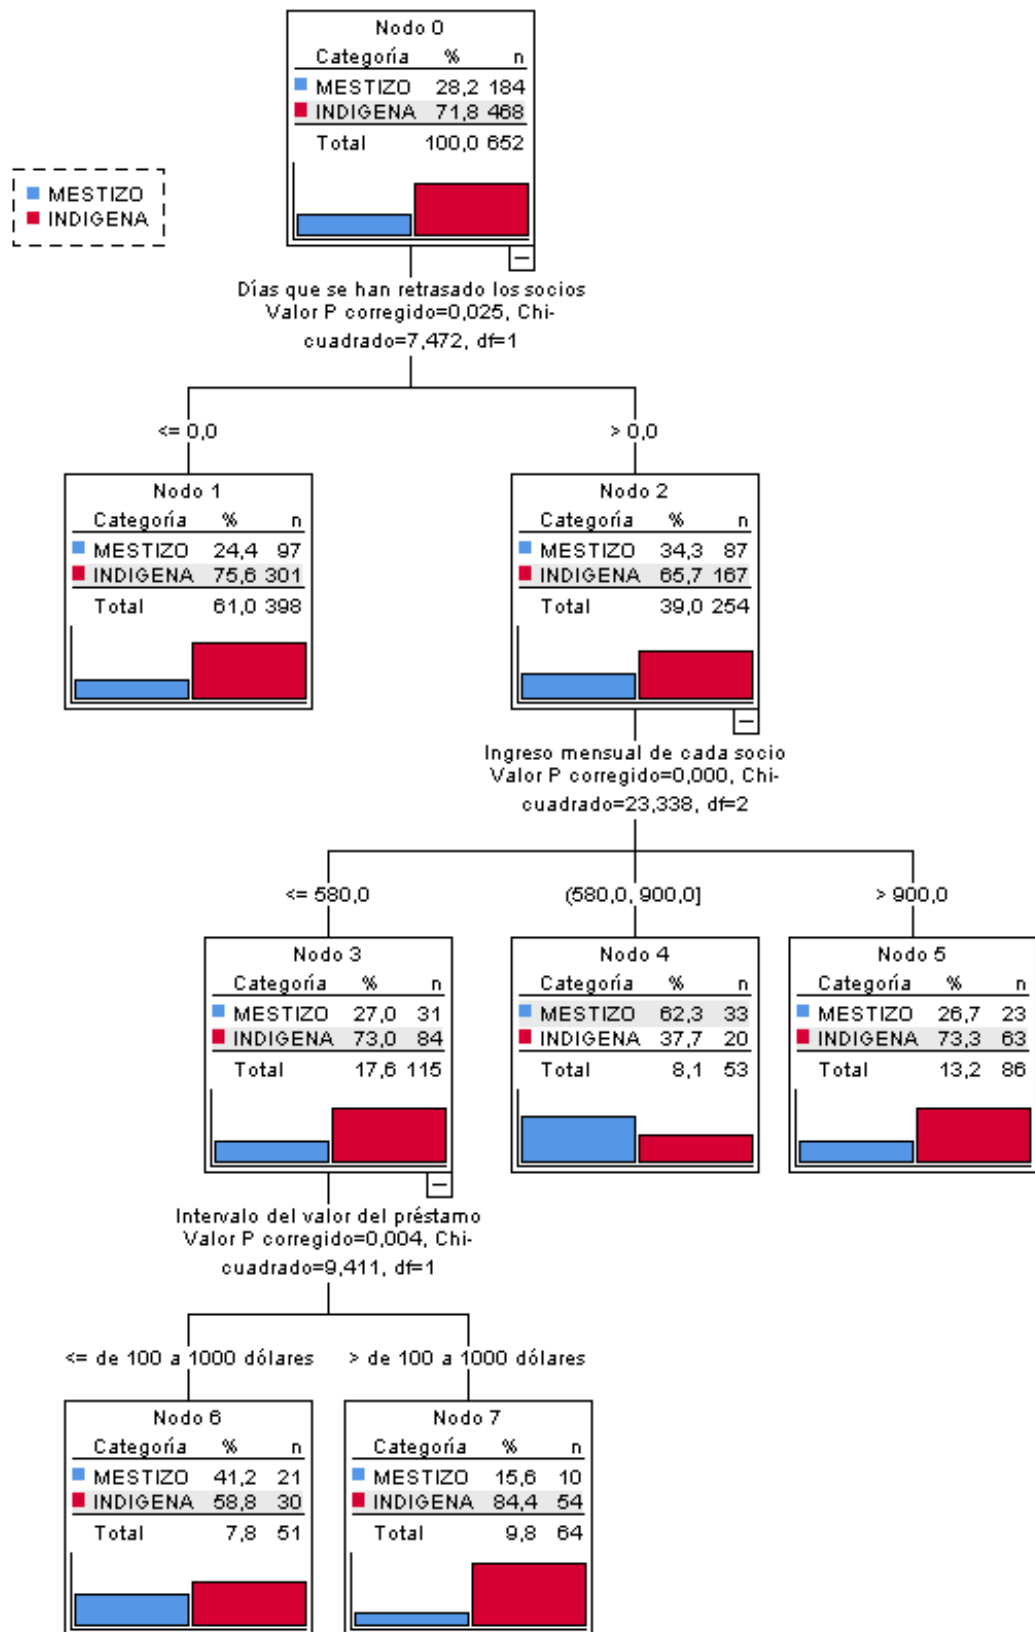 Nodo 0
Categoría % n
MESTIZO 28,2 184
INDIGENA 71,8 468
Total 100,0 652
MESTIZO
INDIGENA
Días que se han retrasado los socios
Valor P corregido=0,025, Chi-
cuadrado=7,472, df=1
<= 0,0
> 0,0
Nodo 1
Categoría % n
MESTIZO 24,4 97
INDIGENA 75,6 301
Total 61,0 398
Nodo 2
Categoría % n
MESTIZO 34,3 87
INDIGENA 65,7 167
Total 39,0 254
Ingreso mensual de cada socio
Valor P corregido=0,000, Chi-
cuadrado=23,338, df=2
<= 580,0
(580,0, 900,0]
> 900,0
Nodo 3
Categoría % n
MESTIZO 27,0 31
INDIGENA 73,0 84
Total 17,6 115
Nodo 4
Categoría % n
MESTIZO 62,3 33
INDIGENA 37,7 20
Total 8,1 53
Nodo 5
Categoría % n
MESTIZO 26,7 23
INDIGENA 73,3 63
Total 13,2 86
Intervalo del valor del préstamo
Valor P corregido=0,004, Chi-
cuadrado=9,411, df=1
<= de 100 a 1000 dólares
> de 100 a 1000 dólares
Nodo 6
Categoría % n
MESTIZO 41,2 21
INDIGENA 58,8 30
Total 7,8 51
Nodo 7
Categoría % n
MESTIZO 15,6 10
INDIGENA 84,4 54
Total 9,8 64